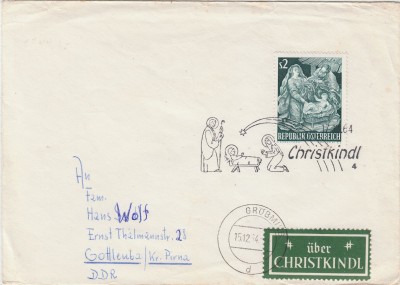 S2
REPUBLIK ÖSTERREICH
64
Christkindl
4
An
Fam.
Hans Wolf
Ernst Thälmannstr. 28
Gottleuba/Kr. Pirna
DDR
15.12.64
d
über
CHRISTKINDL